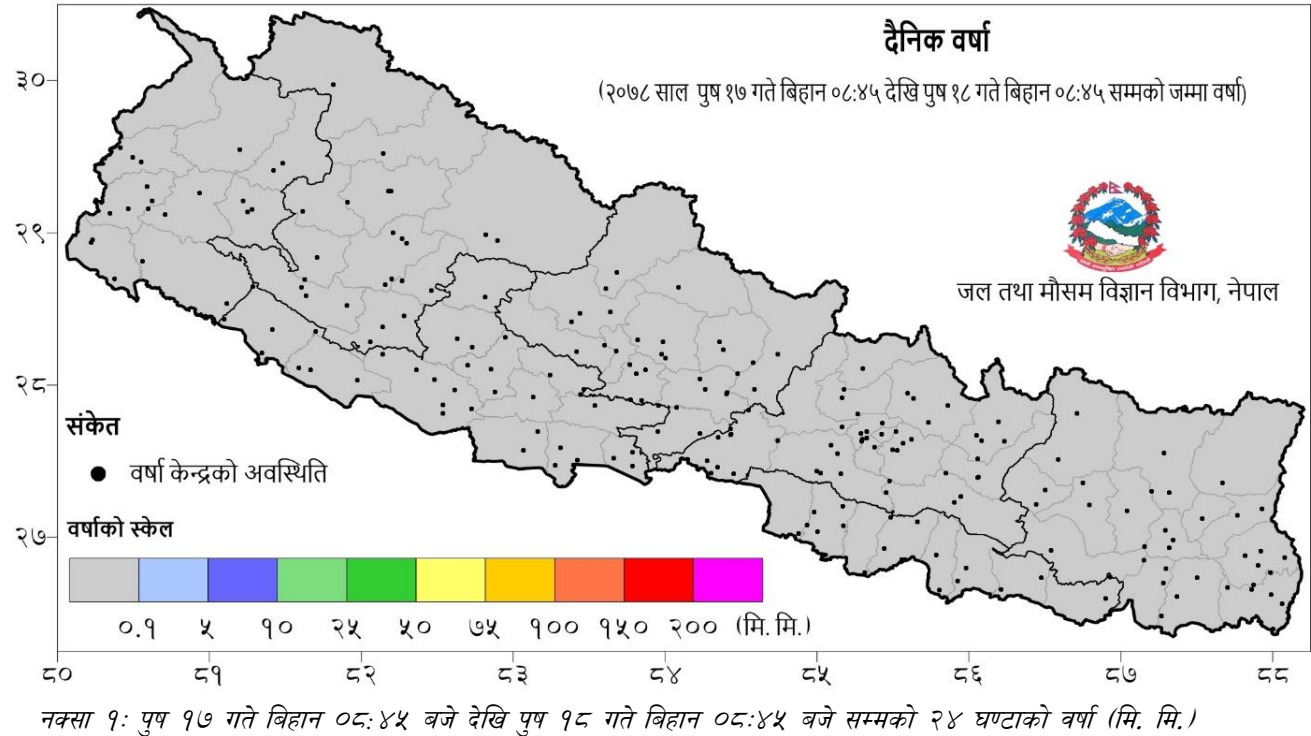 दैनिक वर्षा
(२०७८ साल पुष १७ गते बिहान ०८:४५ देखि पुष १८ गते बिहान ०८:४५ सम्मको जम्मा वर्षा)
३०
२९
जल तथा मौसम विज्ञान विभाग, नेपाल
२८
संकेत
वर्षा केन्द्रको अवस्थिति
२७
वर्षाको स्केल
०.१ ५ १० २५ ५० ७५ १०० १५० २०० (मि. मि.)
८० ८१ ८२ ८३ ८४ ८५ ८६ ८७ ८८
नक्सा १: पुष १७ गते बिहान ०८:४५ बजे देखि पुष १८ गते बिहान ०८:४५ बजे सम्मको २४ घण्टाको वर्षा (मि. मि.)